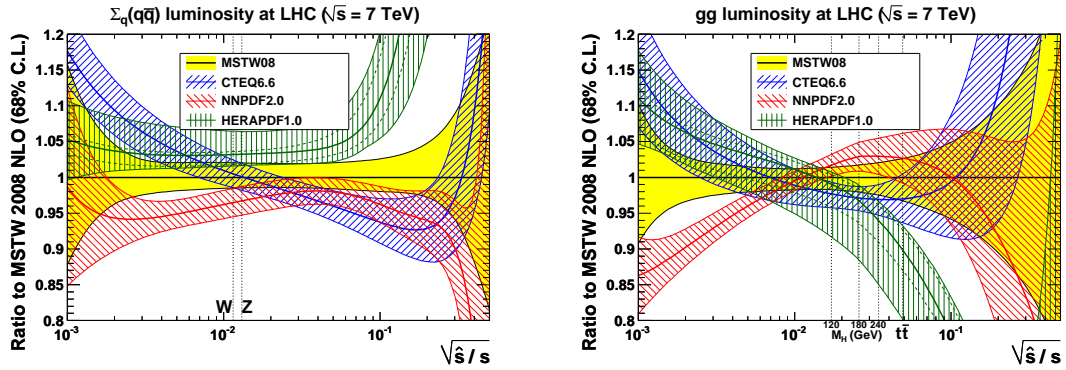 Σq(qq̄) luminosity at LHC (√s = 7 TeV)
Ratio to MSTW 2008 NLO (68% C.L.)
1.2
1.15
1.1
1.05
1
0.95
0.9
0.85
0.8
MSTW08
CTEQ6.6
NNPDF2.0
HERAPDF1.0
W Z
10⁻³ 10⁻² 10⁻¹
√ŝ / s
gg luminosity at LHC (√s = 7 TeV)
Ratio to MSTW 2008 NLO (68% C.L.)
1.2
1.15
1.1
1.05
1
0.95
0.9
0.85
0.8
MSTW08
CTEQ6.6
NNPDF2.0
HERAPDF1.0
120 180 240
10⁻³ 10⁻² M_H (GeV) tt̄ 10⁻¹
√ŝ / s